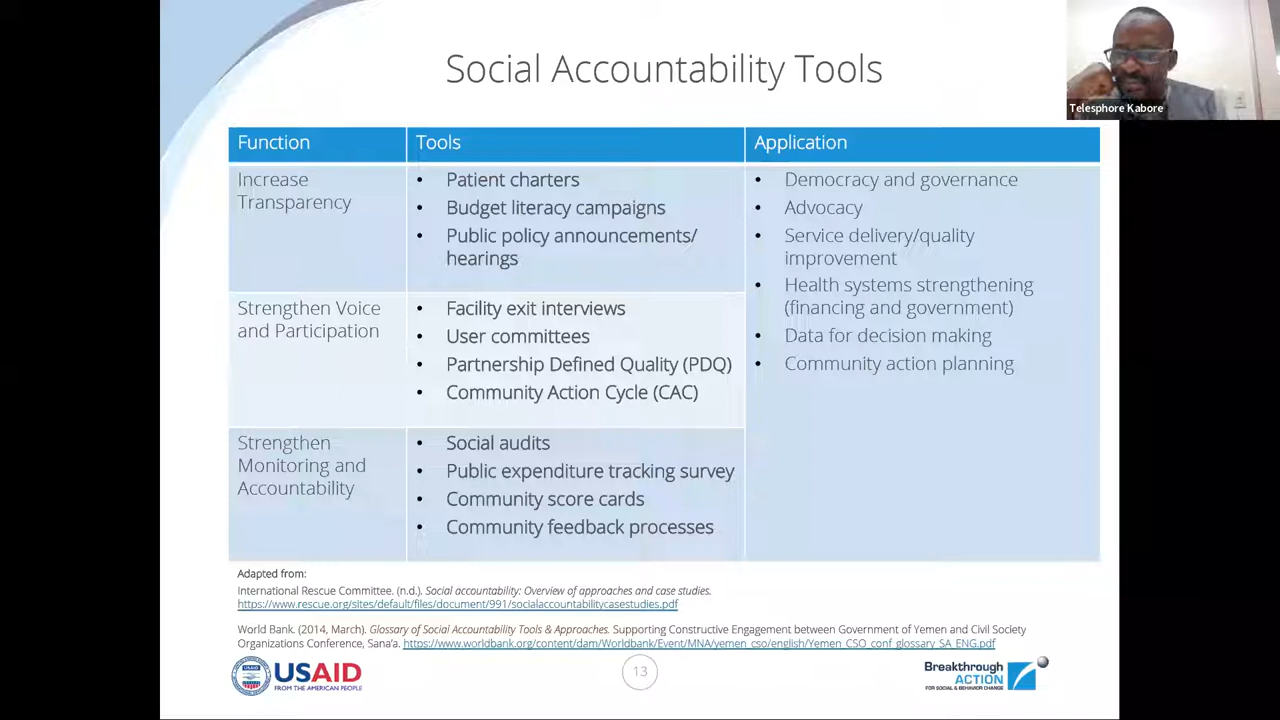 Social Accountability Tools
Telesphore Kabore
Function
Tools
Application
Increase
Transparency
• Patient charters
• Budget literacy campaigns
• Public policy announcements/
hearings
Strengthen Voice
and Participation
• Facility exit interviews
• User committees
• Partnership Defined Quality (PDQ)
• Community Action Cycle (CAC)
Strengthen
Monitoring and
Accountability
• Social audits
• Public expenditure tracking survey
• Community score cards
• Community feedback processes
• Democracy and governance
• Advocacy
• Service delivery/quality
improvement
• Health systems strengthening
(financing and government)
• Data for decision making
• Community action planning
Adapted from:
International Rescue Committee. (n.d.). Social accountability: Overview of approaches and case studies.
https://www.rescue.org/sites/default/files/document/991/socialaccountabilitycasestudies.pdf
World Bank. (2014, March). Glossary of Social Accountability Tools & Approaches. Supporting Constructive Engagement between Government of Yemen and Civil Society
Organizations Conference, Sana'a. https://www.worldbank.org/content/dam/Worldbank/Event/MNA/yemen_cso/english/Yemen_CSO_conf_glossary_SA_ENG.pdf
USAID
USAID
FROM THE AMERICAN PEOPLE
13
Breakthrough
ACTION
FOR SOCIAL & BEHAVIOR CHANGE